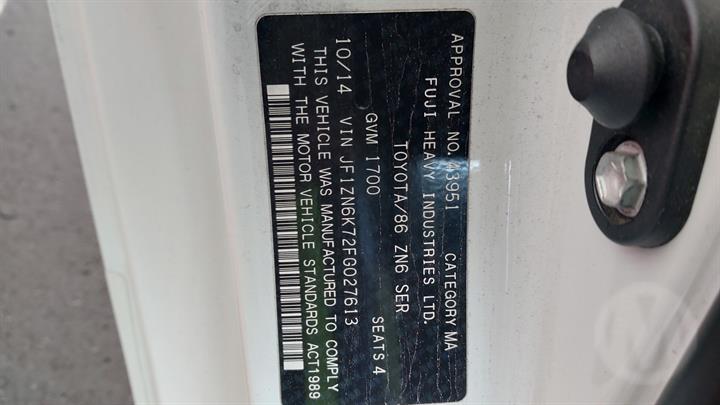 APPROVAL NO.43951 CATEGORY MA
FUJI HEAVY INDUSTRIES LTD.
TOYOTA/86 ZN6 SER
GVM 1700 SEATS 4
10/14 VIN JF1ZN6K72FG027613
THIS VEHICLE WAS MANUFACTURED TO COMPLY
WITH THE MOTOR VEHICLE STANDARDS ACT1989